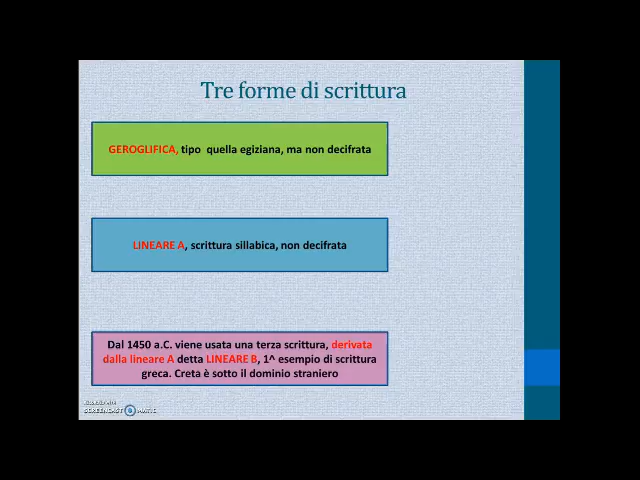 Tre forme di scrittura
GEROGLIFICA, tipo quella egiziana, ma non decifrata
LINEARE A, scrittura sillabica, non decifrata
Dal 1450 a.C. viene usata una terza scrittura, derivata
dalla lineare A detta LINEARE B, 1^ esempio di scrittura
greca. Creta è sotto il dominio straniero
SCREENCAST MATIC